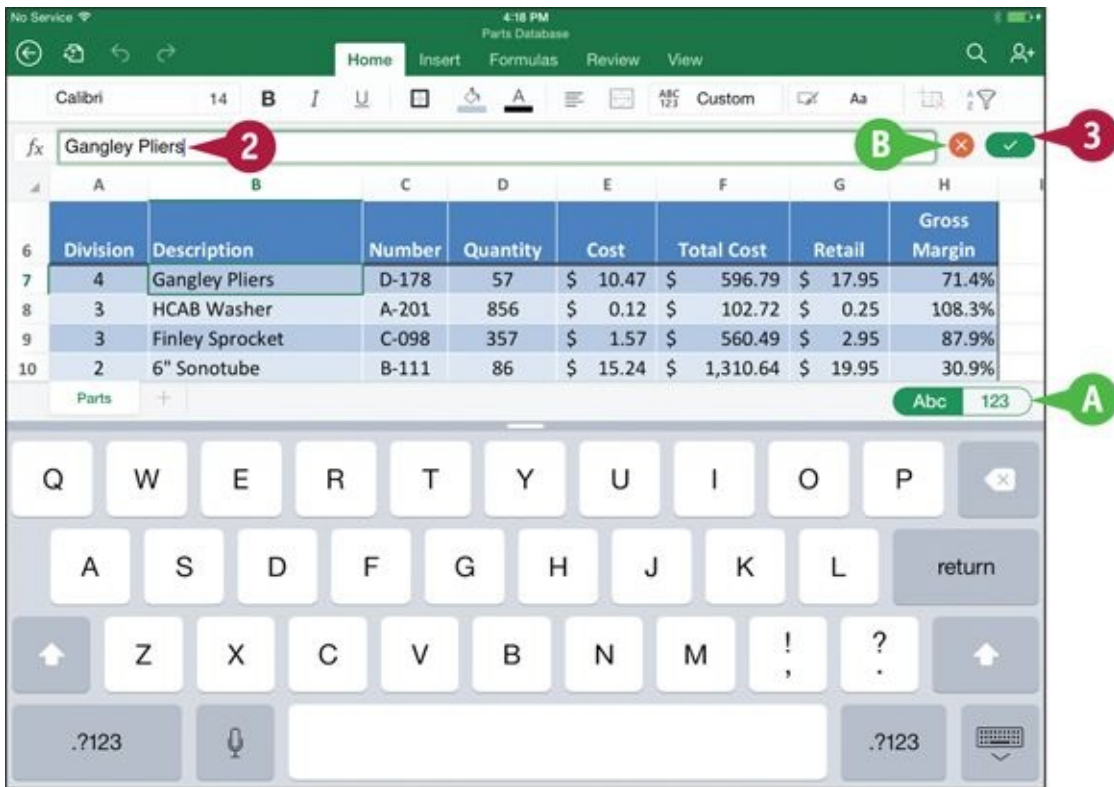 No Service 4:18 PM
Parts Database
Home Insert Formulas Review View
Calibri 14 B I U A ABC 123 Custom Aa
fx Gangley Pliers 2 B 3
A B C D E F G H
6 Division Description Number Quantity Cost Total Cost Retail Gross Margin
7 4 Gangley Pliers D-178 57 $ 10.47 $ 596.79 $ 17.95 71.4%
8 3 HCAB Washer A-201 856 $ 0.12 $ 102.72 $ 0.25 108.3%
9 3 Finley Sprocket C-098 357 $ 1.57 $ 560.49 $ 2.95 87.9%
10 2 6" Sonotube B-111 86 $ 15.24 $ 1,310.64 $ 19.95 30.9%
Parts + Abc 123 A
Q W E R T Y U I O P
A S D F G H J K L return
Z X C V B N M ! , ? .
.?123 .?123